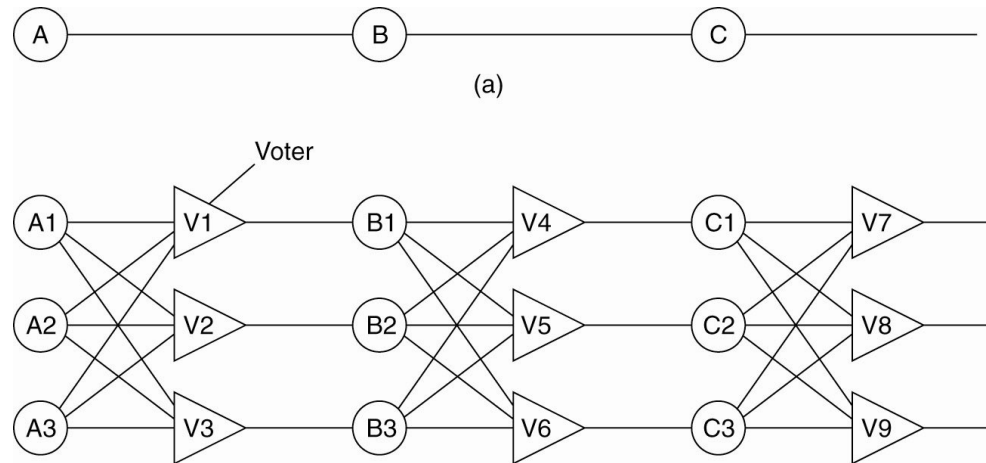 A B C
(a)
Voter
A1 V1 B1 V4 C1 V7
A2 V2 B2 V5 C2 V8
A3 V3 B3 V6 C3 V9